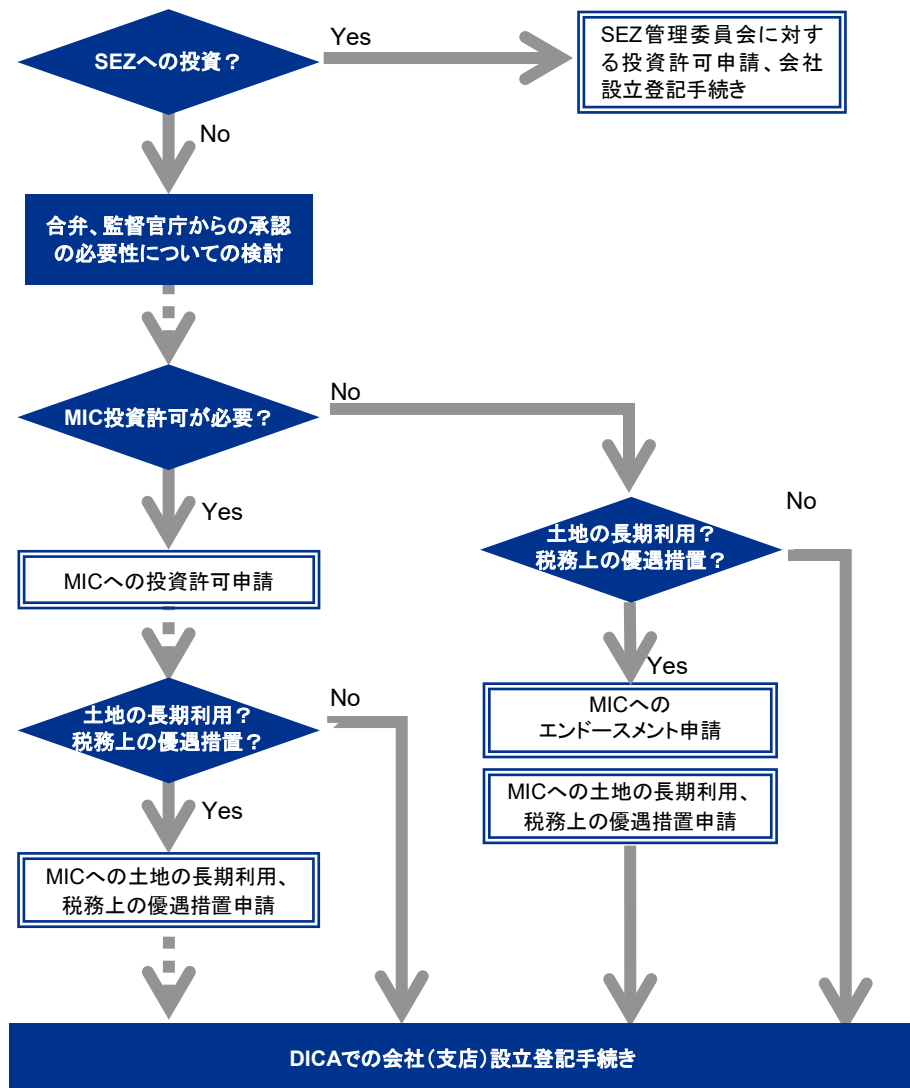 SEZへの投資？
Yes
SEZ管理委員会に対す
る投資許可申請、会社
設立登記手続き
No
合弁、監督官庁からの承認
の必要性についての検討
MIC投資許可が必要？
No
Yes
MICへの投資許可申請
土地の長期利用？
税務上の優遇措置？
No
Yes
MICへの
エンドースメント申請
MICへの土地の長期利用、
税務上の優遇措置申請
土地の長期利用？
税務上の優遇措置？
No
Yes
MICへの土地の長期利用、
税務上の優遇措置申請
DICAでの会社（支店）設立登記手続き